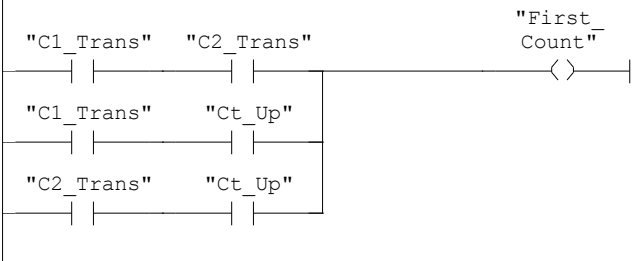 "First_
Count"
"C1_Trans" "C2_Trans"
"C1_Trans" "Ct_Up"
"C2_Trans" "Ct_Up"